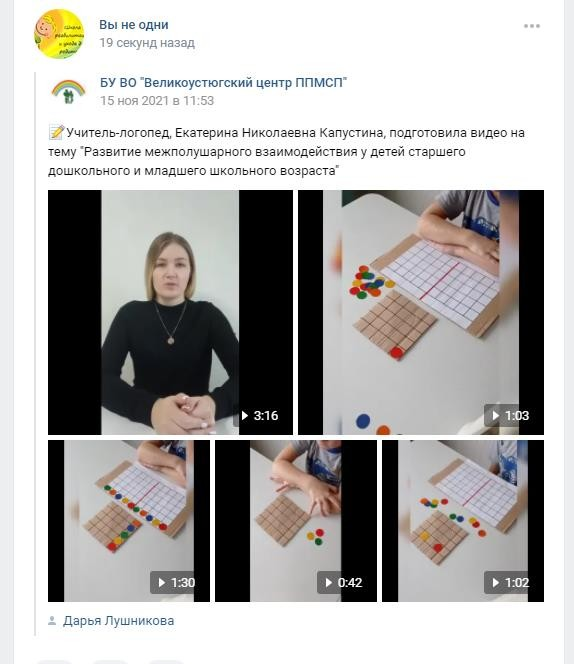 Вы не одни
19 секунд назад
БУ ВО "Великоустюгский центр ППМСП"
15 ноя 2021 в 11:53
Учитель-логопед, Екатерина Николаевна Капустина, подготовила видео на
тему "Развитие межполушарного взаимодействия у детей старшего
дошкольного и младшего школьного возраста"
3:16
1:03
1:30
0:42
1:02
Дарья Лушникова